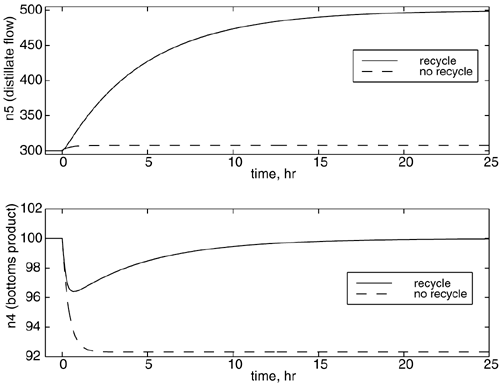 500
450
400
350
300
n5 (distillate flow)
recycle
no recycle
0 5 10 15 20 25
time, hr
102
100
98
96
94
92
n4 (bottoms product)
recycle
no recycle
0 5 10 15 20 25
time, hr